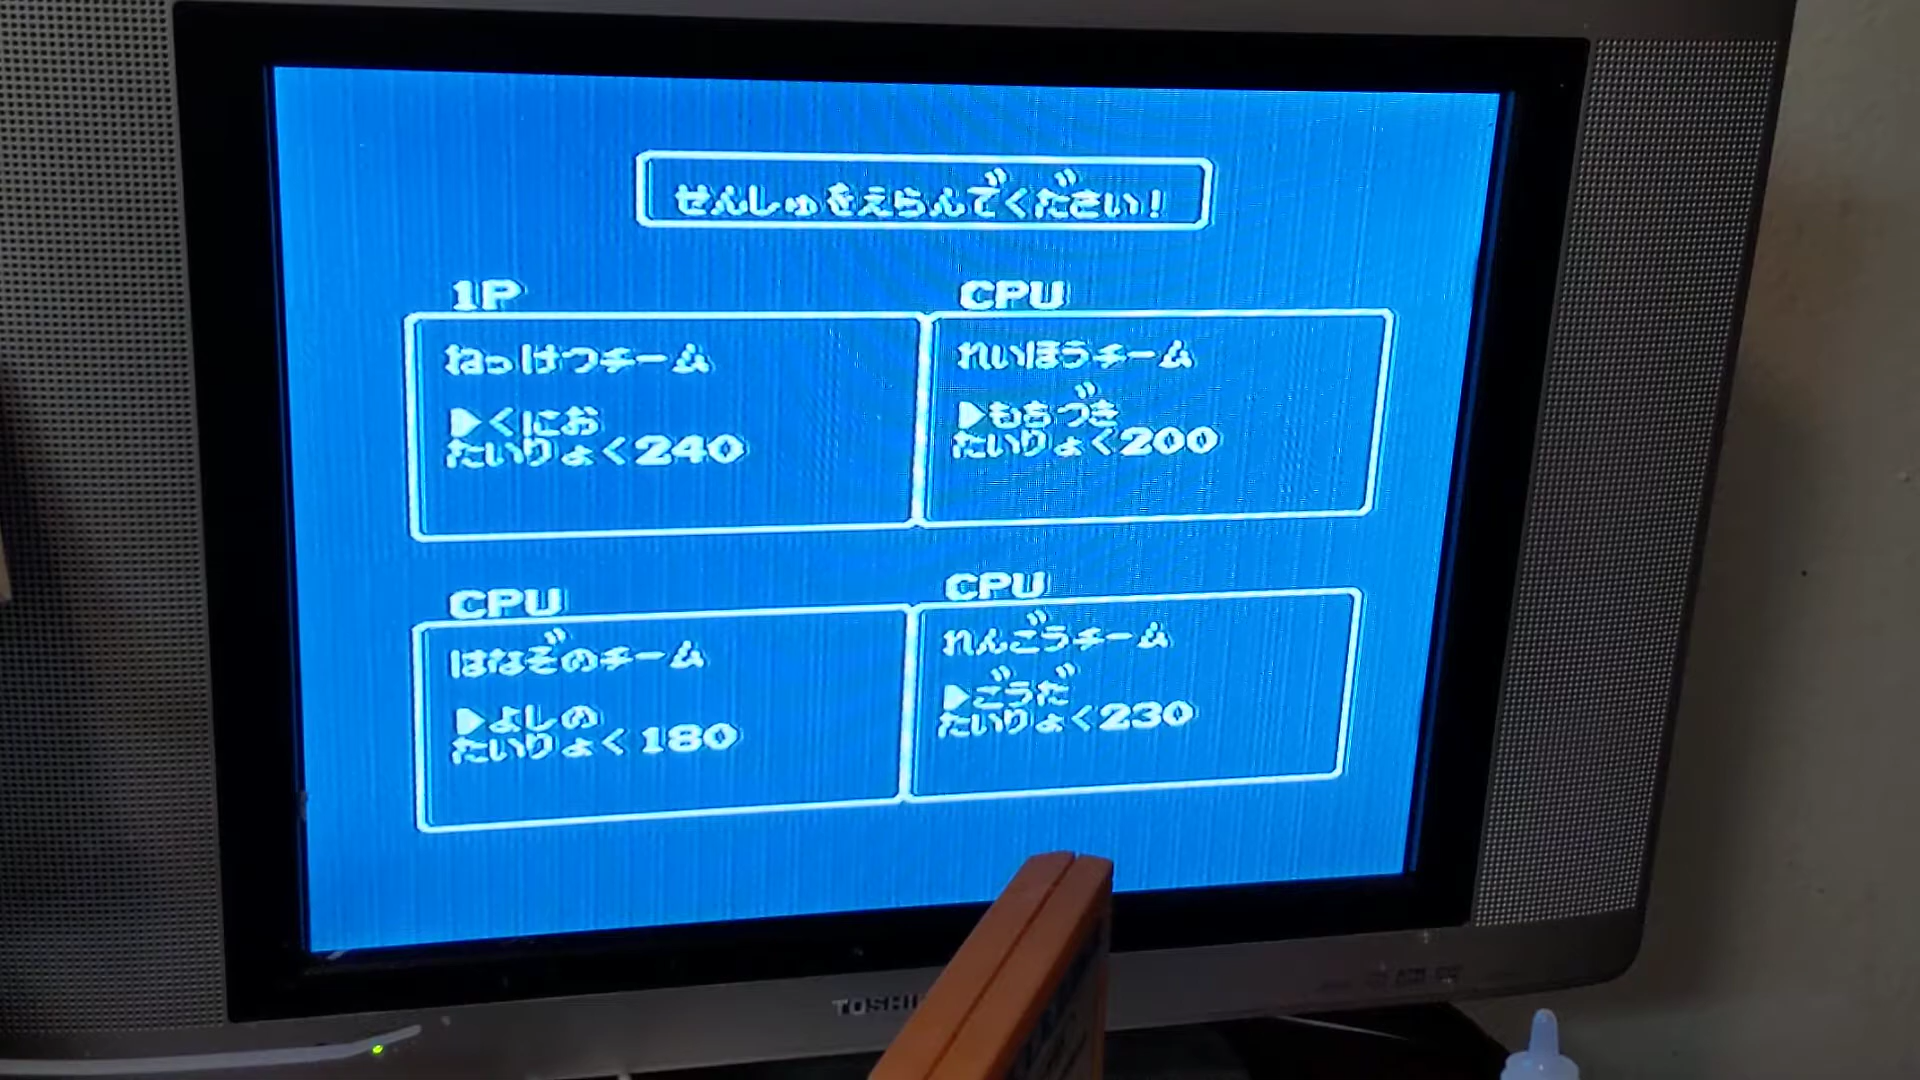 せんしゅをえらんでください!
1P
ねっけつチーム
▶くにお
たいりょく240
CPU
れいほうチーム
▶もちづき
たいりょく200
CPU
はなぞのチーム
▶よしの
たいりょく180
CPU
れんごうチーム
▶ごうだ
たいりょく230
TOSHI